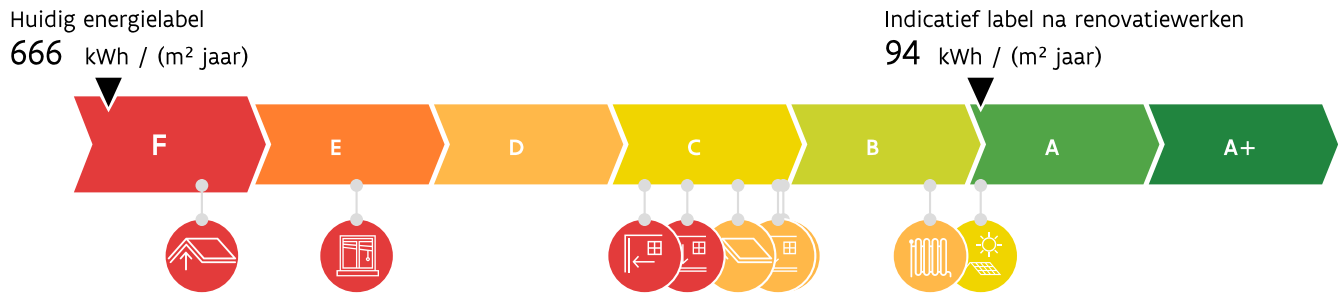 Huidig energielabel
666 kWh / (m² jaar)
Indicatief label na renovatiewerken
94 kWh / (m² jaar)
F E D C B A A+